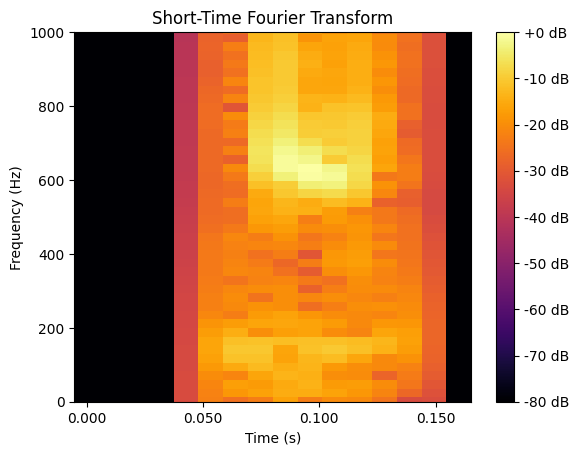 Short-Time Fourier Transform
1000
800
600
400
200
0
Frequency (Hz)
0.000
0.050
0.100
0.150
Time (s)
+0 dB
-10 dB
-20 dB
-30 dB
-40 dB
-50 dB
-60 dB
-70 dB
-80 dB